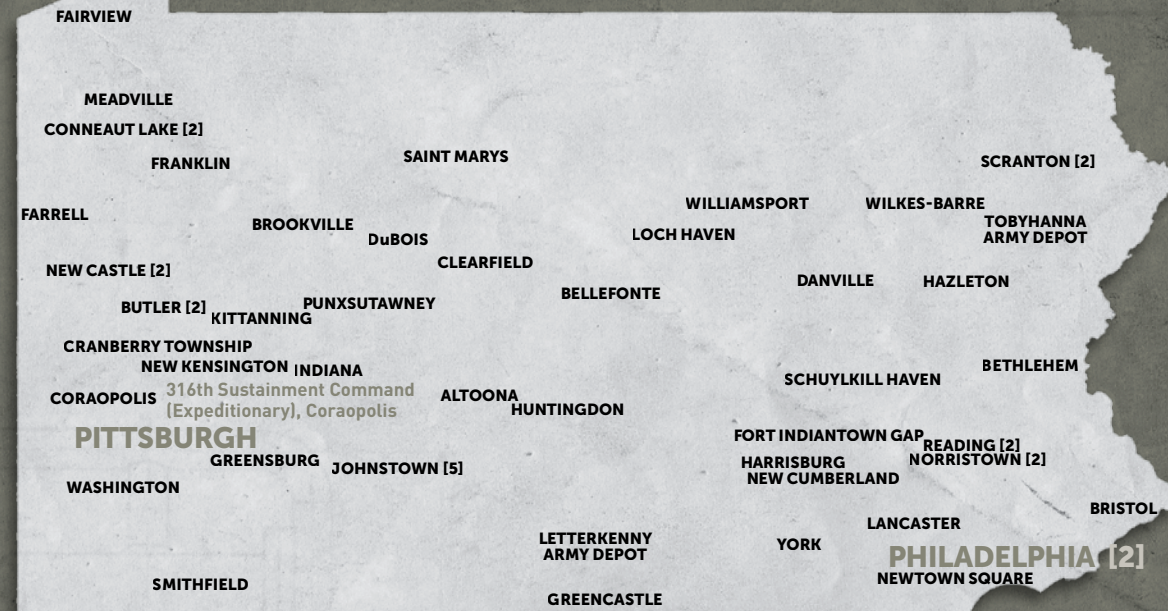 FAIRVIEW
MEADVILLE
CONNEAUT LAKE [2]
SAINT MARYS
FRANKLIN
SCRANTON [2]
WILLIAMSPORT
WILKES-BARRE
FARRELL
BROOKVILLE
TOBYHANNA
ARMY DEPOT
DuBOIS
LOCH HAVEN
CLEARFIELD
NEW CASTLE [2]
DANVILLE
HAZLETON
BELLEFONTE
BUTLER [2]
PUNXSUTAWNEY
KITTANNING
CRANBERRY TOWNSHIP
NEW KENSINGTON
INDIANA
BETHLEHEM
SCHUYLKILL HAVEN
316th Sustainment Command
(Expeditionary), Coraopolis
CORAOPOLIS
ALTOONA
HUNTINGDON
PITTSBURGH
FORT INDIANTOWN GAP
READING [2]
GREENSBURG
JOHNSTOWN [5]
HARRISBURG
NORRISTOWN [2]
NEW CUMBERLAND
WASHINGTON
BRISTOL
LANCASTER
LETTERKENNY
ARMY DEPOT
YORK
PHILADELPHIA [2]
NEWTOWN SQUARE
SMITHFIELD
GREENCASTLE